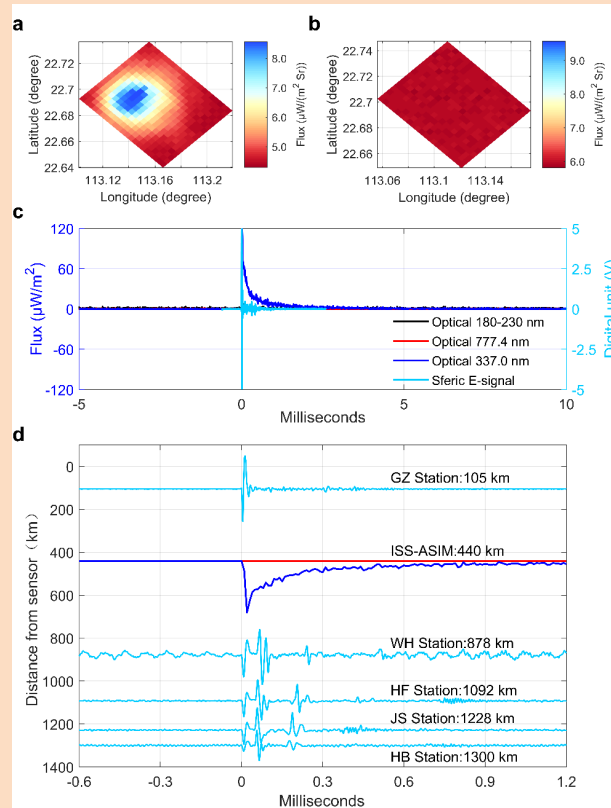 a
22.72
22.7
22.68
22.66
22.64
Latitude (degree)
113.12
113.16
113.2
Longitude (degree)
8.0
7.0
6.0
5.0
Flux (µW/(m² Sr))
b
22.74
22.72
22.7
22.68
22.66
Latitude (degree)
113.06
113.1
113.14
Longitude (degree)
9.0
8.0
7.0
6.0
Flux (µW/(m² Sr)
c
120
60
0
-60
-120
Flux (µW/m²)
5
2.5
0
-2.5
-5
Digital unit (V)
Optical 180-230 nm
Optical 777.4 nm
Optical 337.0 nm
Sferic E-signal
-5
0
5
10
Milliseconds
d
0
200
400
600
800
1000
1200
1400
Distance from sensor（km）
GZ Station:105 km
ISS-ASIM:440 km
WH Station:878 km
HF Station:1092 km
JS Station:1228 km
HB Station:1300 km
-0.6
-0.3
0
0.3
0.6
0.9
1.2
Milliseconds